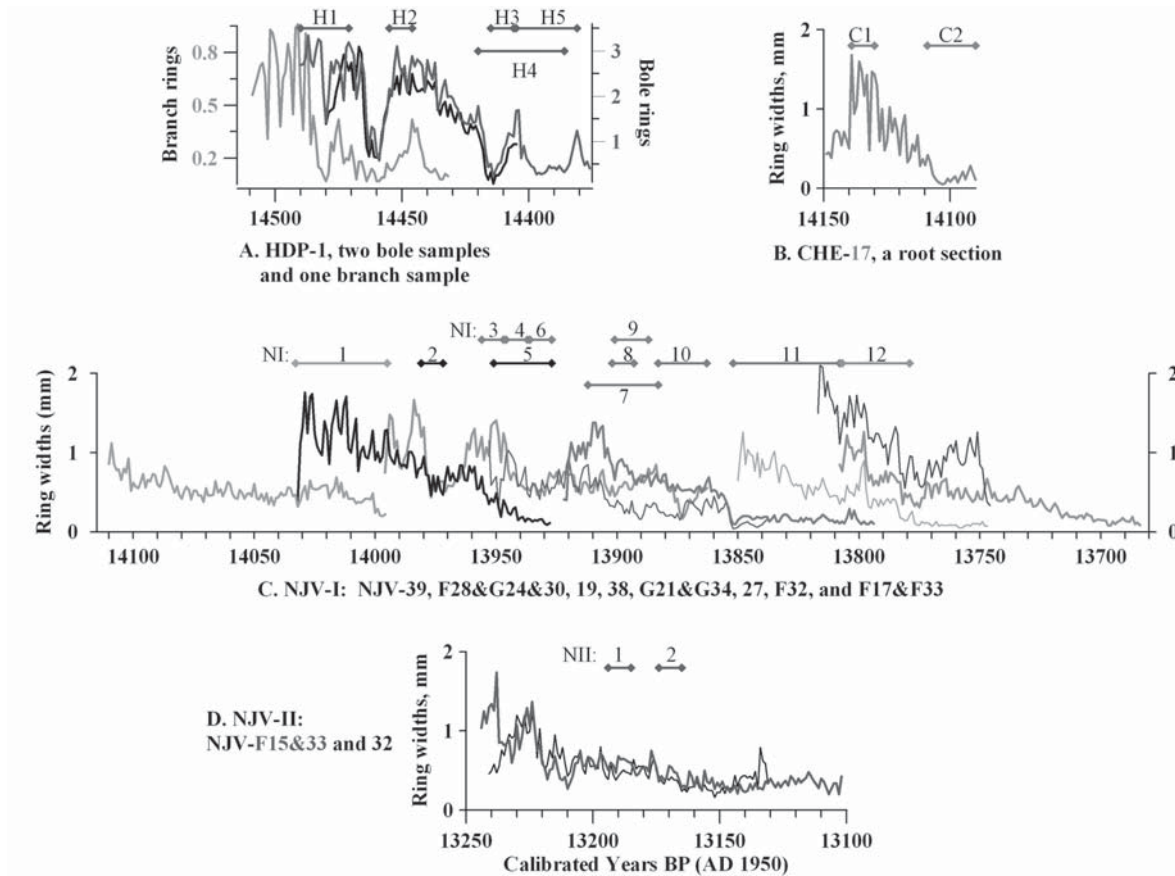 H1 H2 H3 H5
H4
0.8
0.5
0.2
Branch rings
3
2
1
Bole rings
14500 14450 14400
A. HDP-1, two bole samples
and one branch sample
C1 C2
Ring widths, mm
2
1
0
14150 14100
B. CHE-17, a root section
NI: 3 4 6 9
NI: 1 2 5 8 10 11 12
7
Ring widths (mm)
2
1
0
2
1
0
14100 14050 14000 13950 13900 13850 13800 13750 13700
C. NJV-I: NJV-39, F28&G24&30, 19, 38, G21&G34, 27, F32, and F17&F33
NII: 1 2
D. NJV-II:
NJV-F15&33 and 32
Ring widths, mm
2
1
0
13250 13200 13150 13100
Calibrated Years BP (AD 1950)